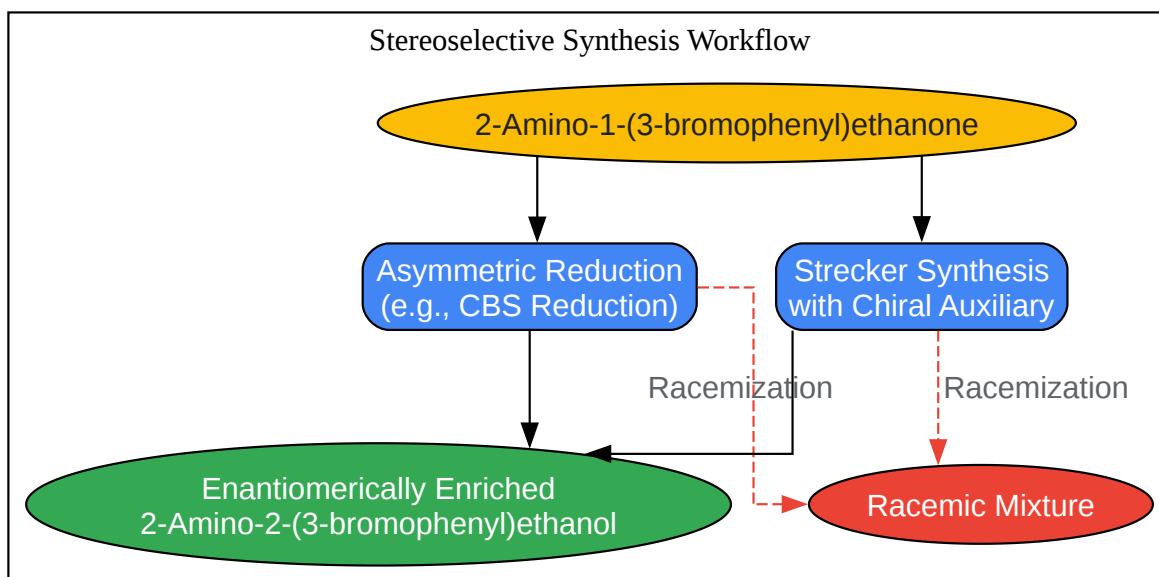 Stereoselective Synthesis Workflow
2-Amino-1-(3-bromophenyl)ethanone
Asymmetric Reduction
(e.g., CBS Reduction)
Strecker Synthesis
with Chiral Auxiliary
Racemization
Racemization
Enantiomerically Enriched
2-Amino-2-(3-bromophenyl)ethanol
Racemic Mixture